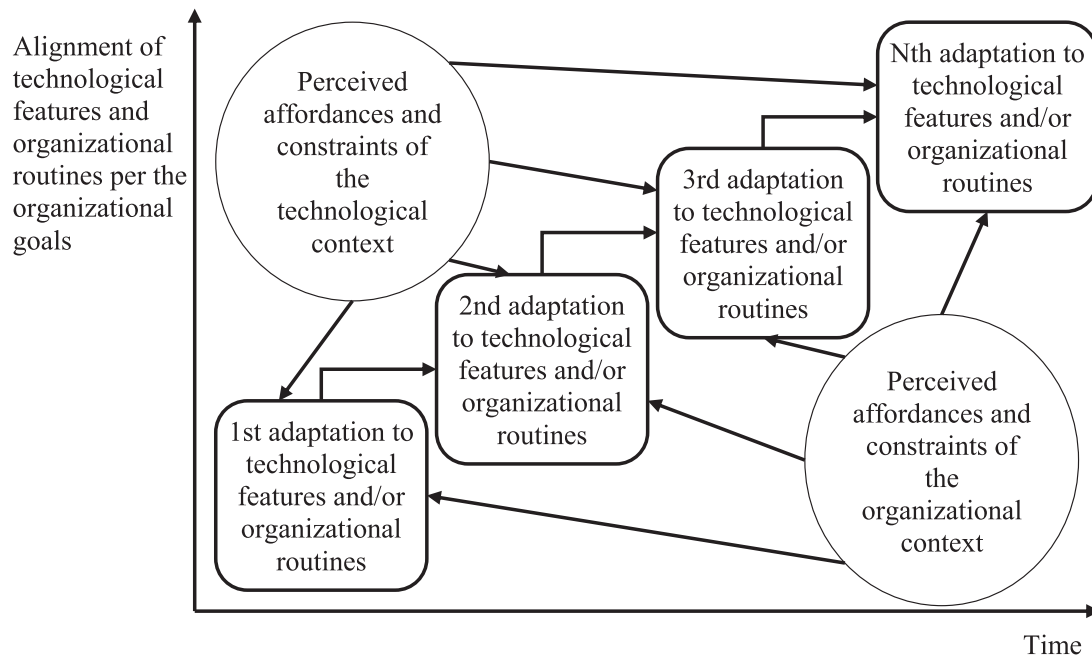 Alignment of
technological
features and
organizational
routines per the
organizational
goals
Perceived
affordances and
constraints of
the
technological
context
Nth adaptation to
technological
features and/or
organizational
routines
3rd adaptation
to technological
features and/or
organizational
routines
2nd adaptation
to technological
features and/or
organizational
routines
1st adaptation to
technological
features and/or
organizational
routines
Perceived
affordances and
constraints of
the
organizational
context
Time